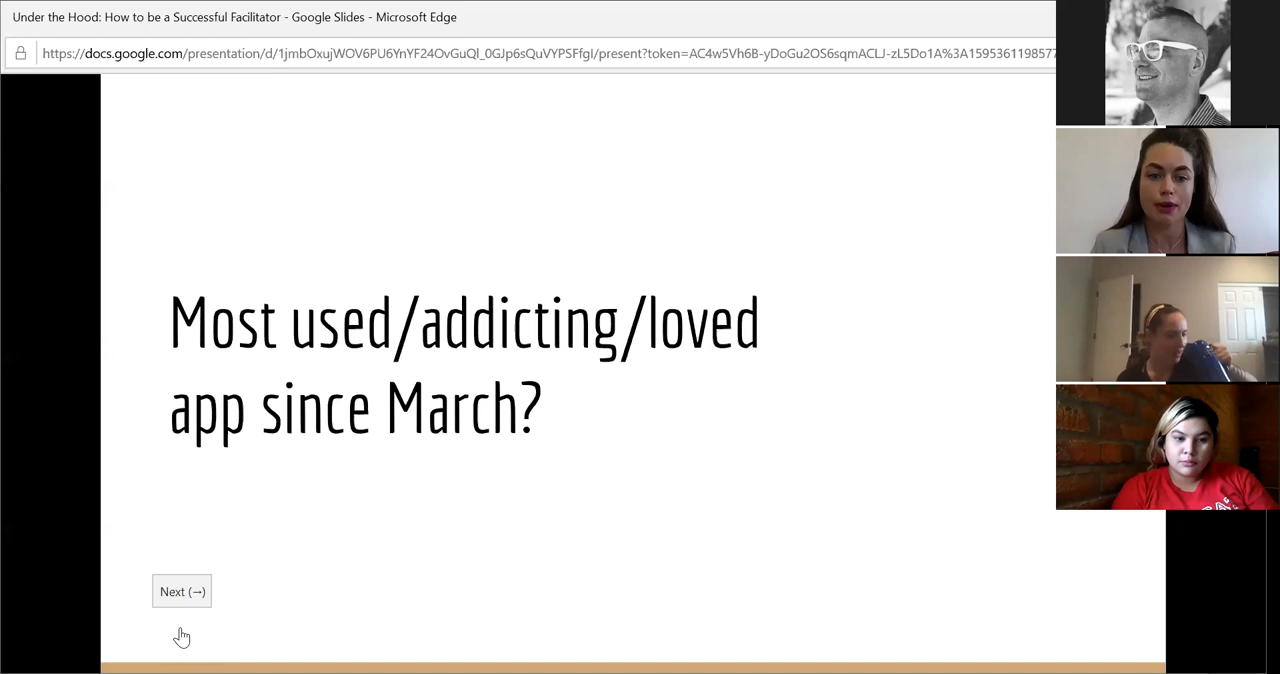 Under the Hood: How to be a Successful Facilitator - Google Slides - Microsoft Edge
https://docs.google.com/presentation/d/1jmbOxujWOV6PU6YnYF24OvGuQl_0GJp6sQuVYPSFfgI/present?token=AC4w5Vh6B-yDoGu2OS6sqmACLJ-zL5Do1A%3A1595361198577
Most used/addicting/loved
app since March?
Next (→)